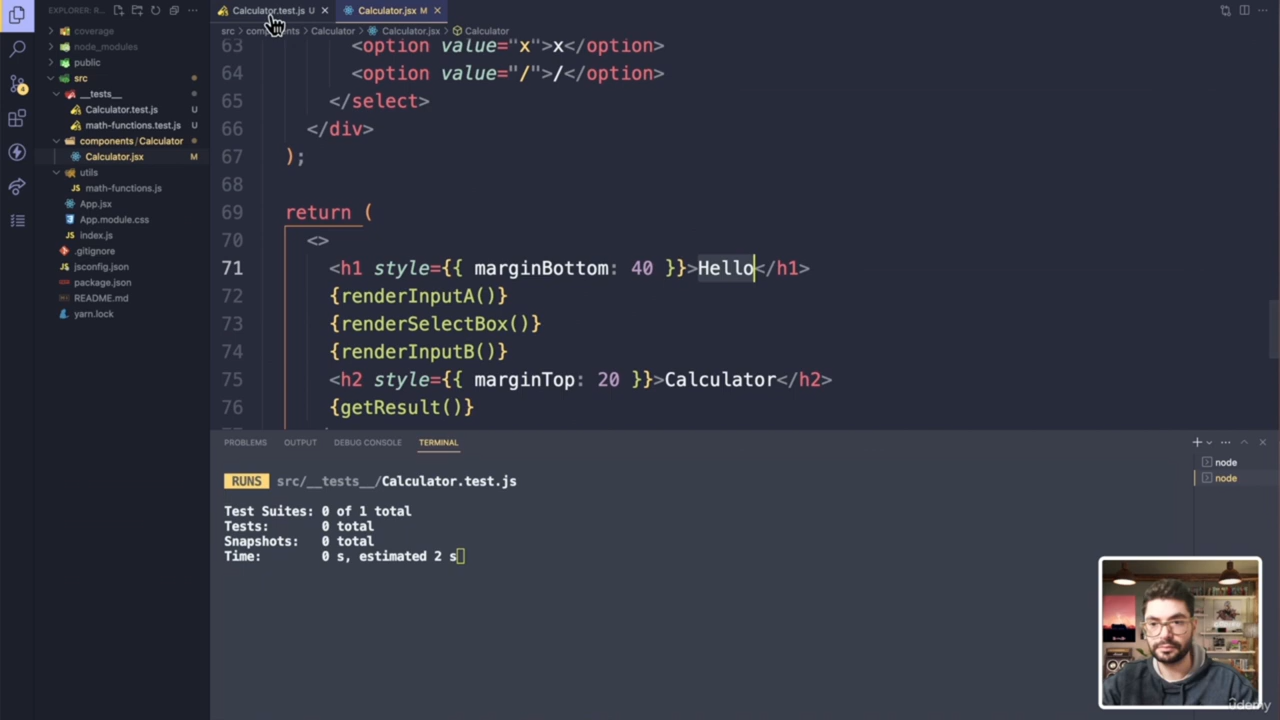 EXPLORER: R...
Calculator.test.js U
Calculator.jsx M
src > components > Calculator > Calculator.jsx > Calculator
coverage
node_modules
public
src
__tests__
Calculator.test.js U
math-functions.test.js U
components / Calculator
Calculator.jsx M
utils
math-functions.js
App.jsx
App.module.css
index.js
.gitignore
jsconfig.json
package.json
README.md
yarn.lock
4
63 <option value="x">x</option>
64 <option value="/">/</option>
65 </select>
66 </div>
67 );
68
69 return (
70 <>
71 <h1 style={{ marginBottom: 40 }}>Hello</h1>
72 {renderInputA()}
73 {renderSelectBox()}
74 {renderInputB()}
75 <h2 style={{ marginTop: 20 }}>Calculator</h2>
76 {getResult()}
PROBLEMS OUTPUT DEBUG CONSOLE TERMINAL
RUNS src/__tests__/Calculator.test.js
Test Suites: 0 of 1 total
Tests: 0 total
Snapshots: 0 total
Time: 0 s, estimated 2 s
node
node
ûdemy